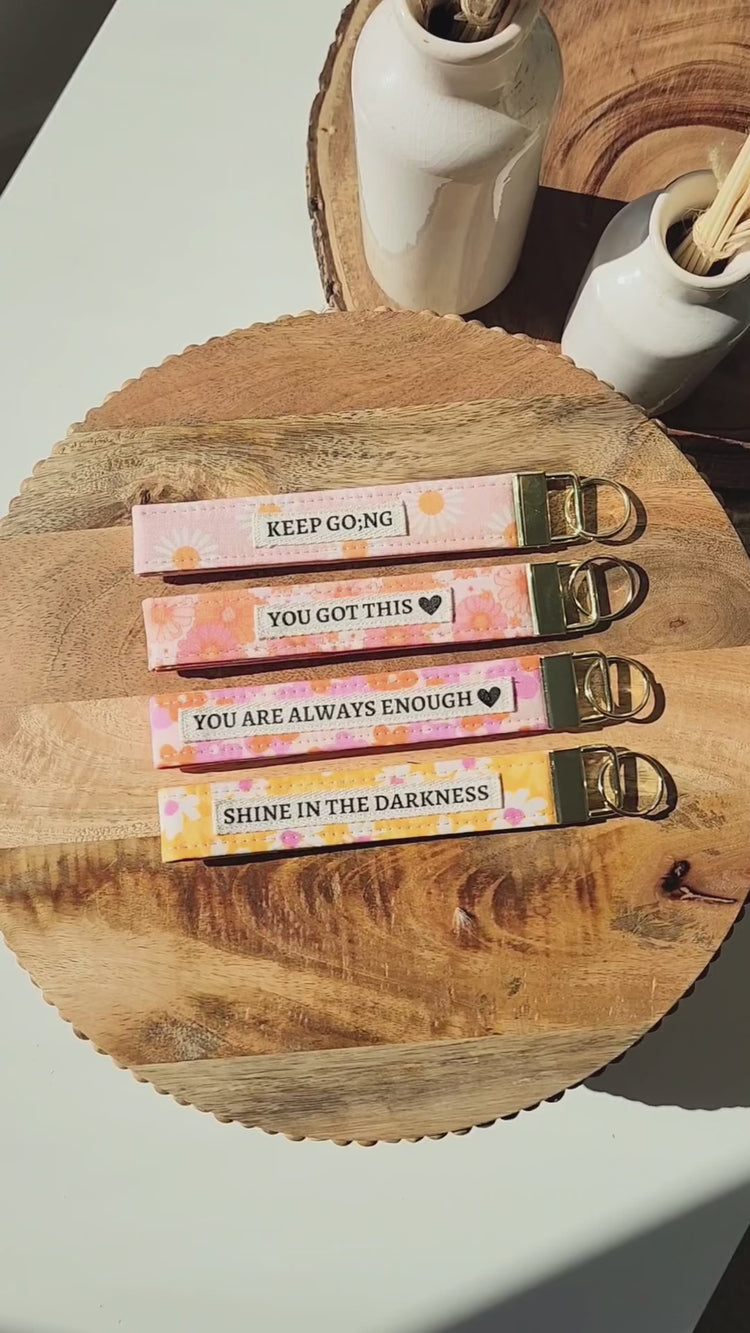 KEEP GO;NG
YOU GOT THIS 🖤
YOU ARE ALWAYS ENOUGH 🖤
SHINE IN THE DARKNESS